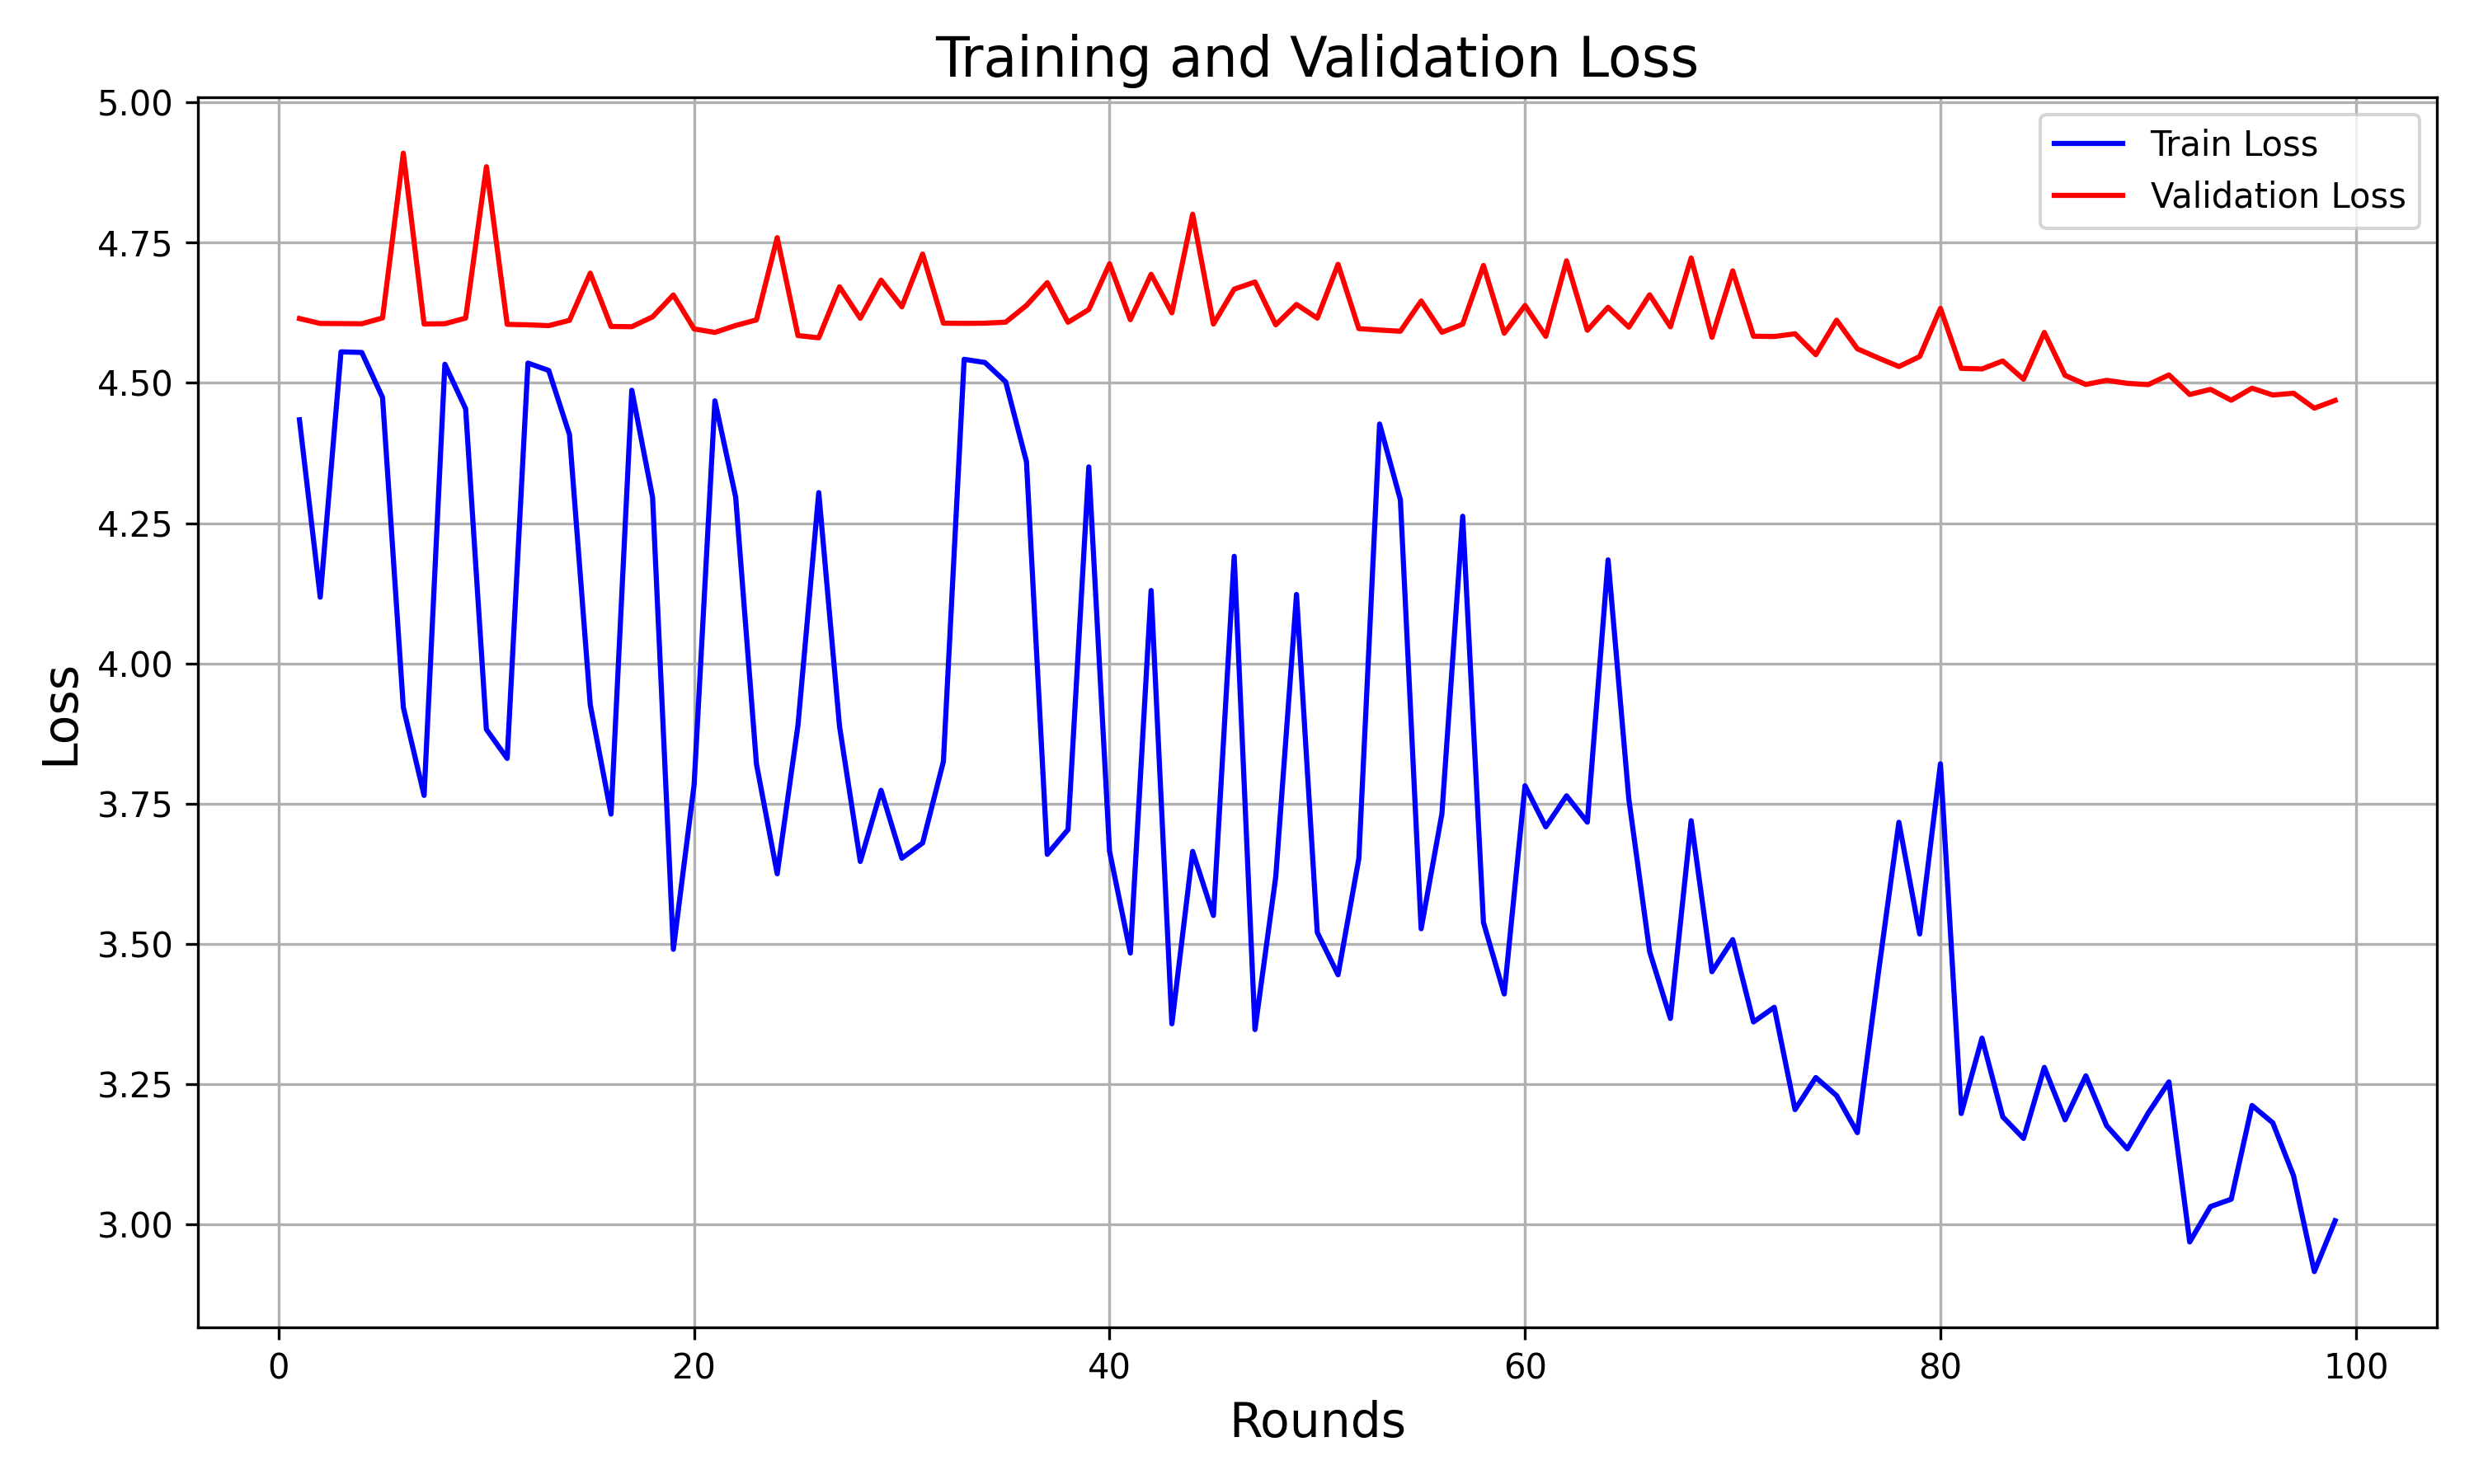 Training and Validation Loss
Train Loss
Validation Loss
5.00
4.75
4.50
4.25
4.00
3.75
3.50
3.25
3.00
Loss
0 20 40 60 80 100
Rounds